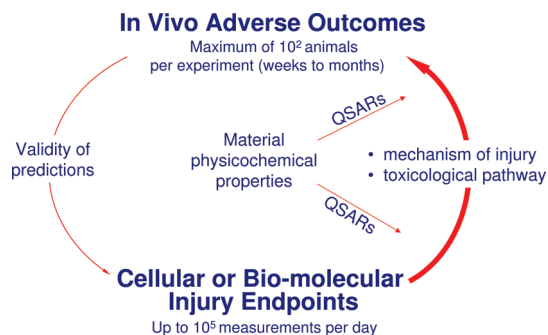 In Vivo Adverse Outcomes
Maximum of 10² animals
per experiment (weeks to months)
QSARs
Validity of
predictions
Material
physicochemical
properties
• mechanism of injury
• toxicological pathway
QSARs
Cellular or Bio-molecular
Injury Endpoints
Up to 10⁵ measurements per day